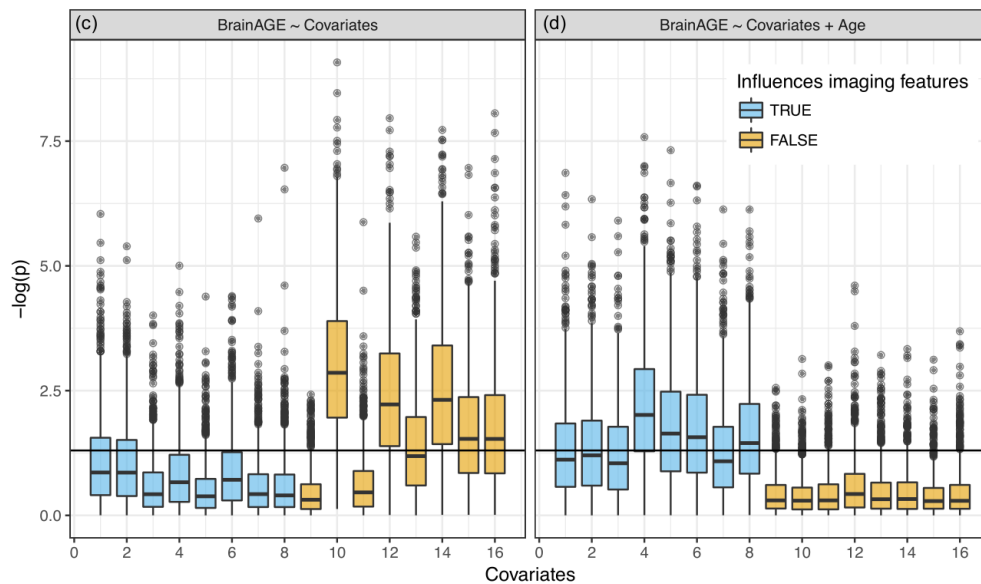 (c) BrainAGE ~ Covariates
(d) BrainAGE ~ Covariates + Age
Influences imaging features
TRUE
FALSE
−log(p)
7.5
5.0
2.5
0.0
0 2 4 6 8 10 12 14 16
0 2 4 6 8 10 12 14 16
Covariates